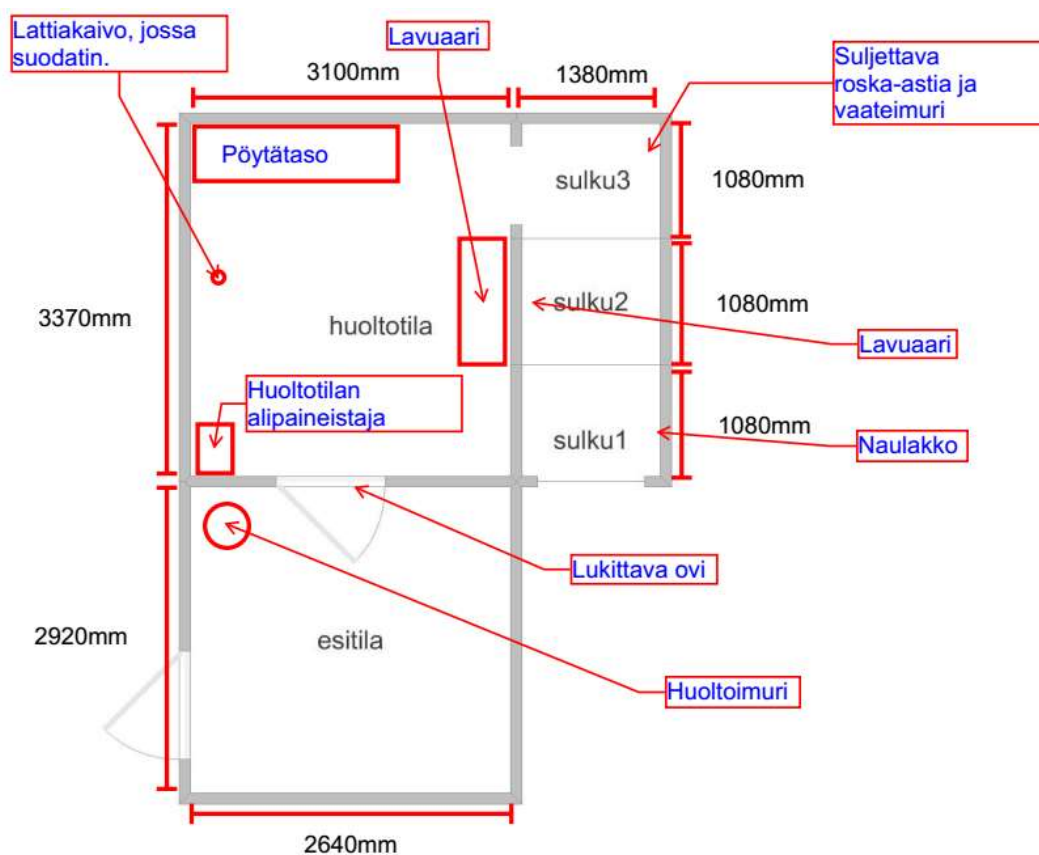 Lattiakaivo, jossa
suodatin.
Lavuaari
Suljettava
roska-astia ja
vaateimuri
3100mm
1380mm
Pöytätaso
sulku3
1080mm
3370mm
huoltotila
sulku2
1080mm
Lavuaari
Huoltotilan
alipaineistaja
sulku1
1080mm
Naulakko
Lukittava ovi
2920mm
esitila
Huoltoimuri
2640mm